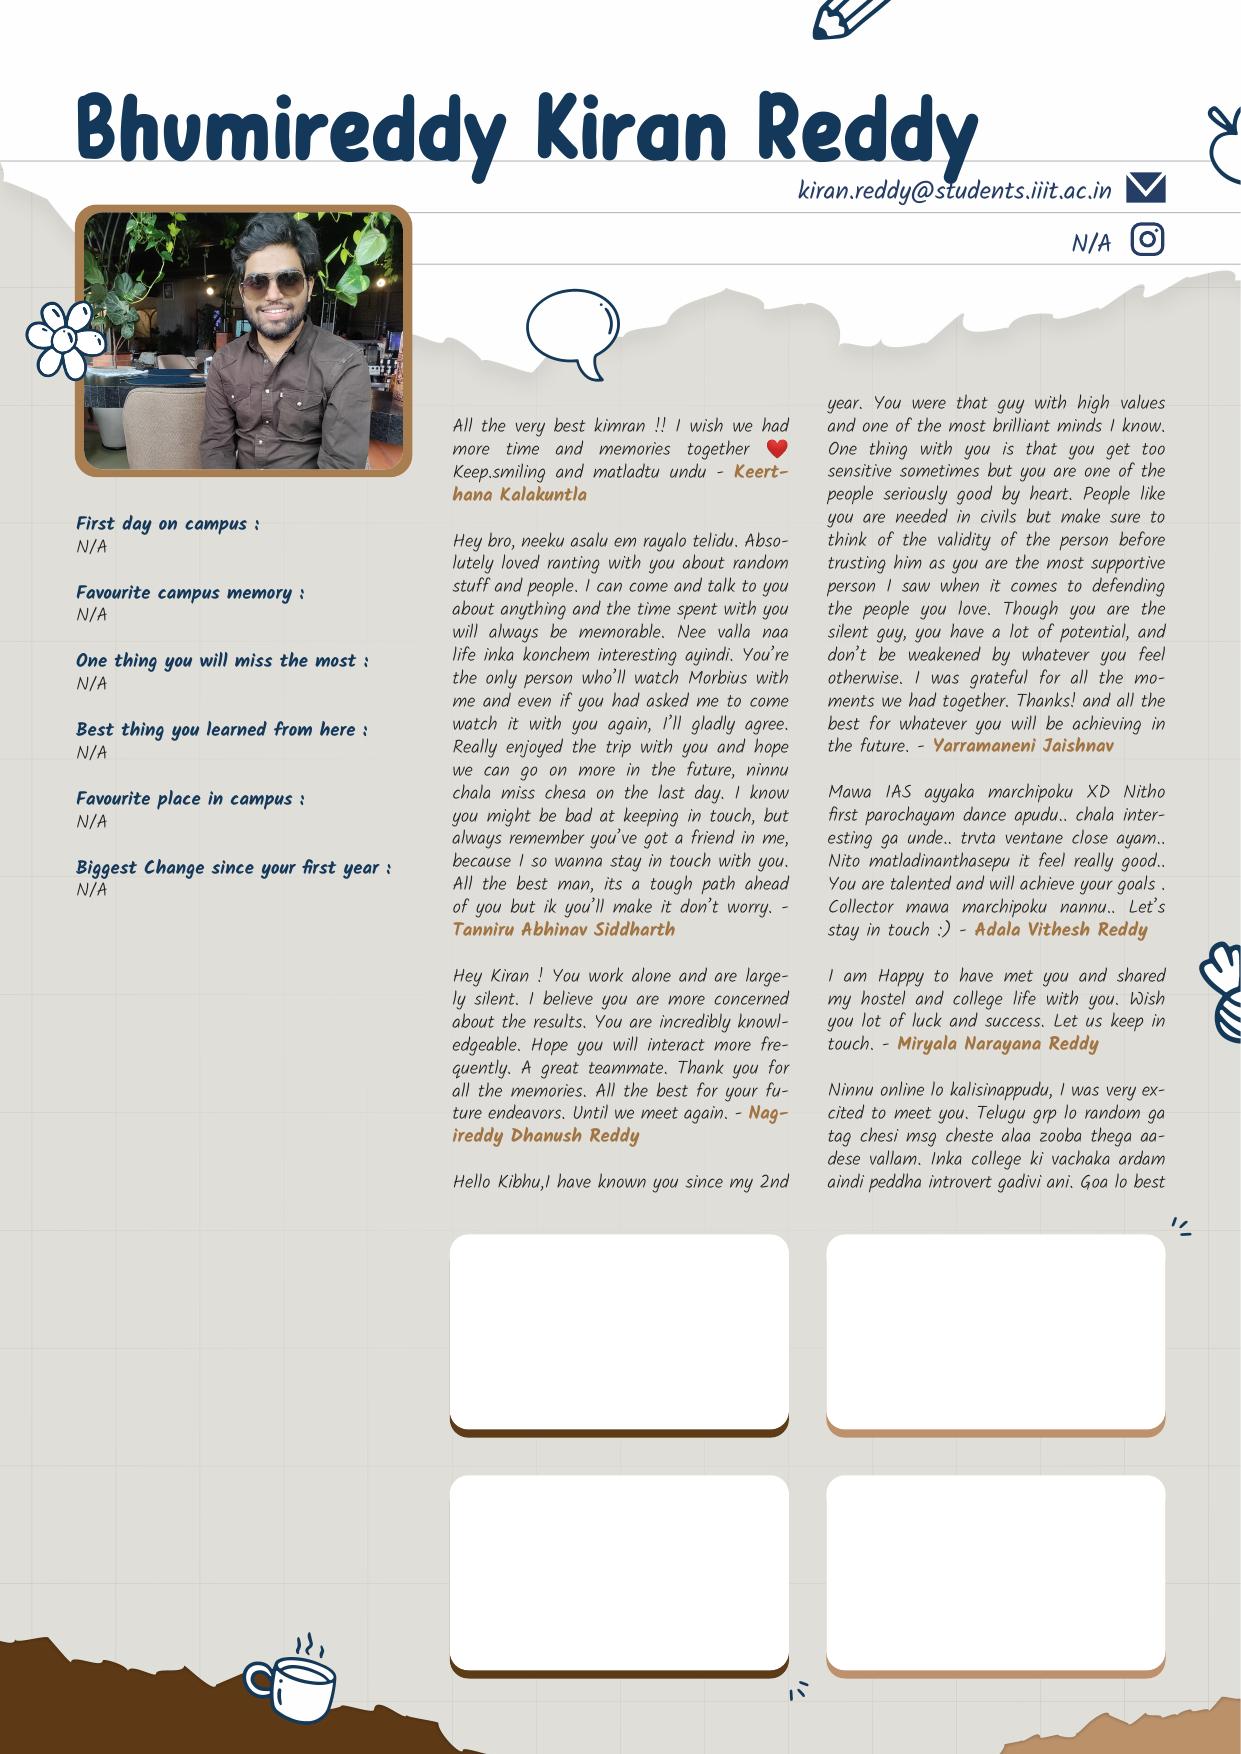 Bhumireddy Kiran Reddy
kiran.reddy@students.iiit.ac.in
N/A
First day on campus :
N/A
Favourite campus memory :
N/A
One thing you will miss the most :
N/A
Best thing you learned from here :
N/A
Favourite place in campus :
N/A
Biggest Change since your first year :
N/A
All the very best kimran !! I wish we had
more time and memories together ❤️
Keep.smiling and matladtu undu - Keert-
hana Kalakuntla
Hey bro, neeku asalu em rayalo telidu. Abso-
lutely loved ranting with you about random
stuff and people. I can come and talk to you
about anything and the time spent with you
will always be memorable. Nee valla naa
life inka konchem interesting ayindi. You're
the only person who'll watch Morbius with
me and even if you had asked me to come
watch it with you again, I'll gladly agree.
Really enjoyed the trip with you and hope
we can go on more in the future, ninnu
chala miss chesa on the last day. I know
you might be bad at keeping in touch, but
always remember you've got a friend in me,
because I so wanna stay in touch with you.
All the best man, its a tough path ahead
of you but ik you'll make it don't worry. -
Tanniru Abhinav Siddharth
Hey Kiran ! You work alone and are large-
ly silent. I believe you are more concerned
about the results. You are incredibly knowl-
edgeable. Hope you will interact more fre-
quently. A great teammate. Thank you for
all the memories. All the best for your fu-
ture endeavors. Until we meet again. - Nag-
ireddy Dhanush Reddy
Hello Kibhu,I have known you since my 2nd
year. You were that guy with high values
and one of the most brilliant minds I know.
One thing with you is that you get too
sensitive sometimes but you are one of the
people seriously good by heart. People like
you are needed in civils but make sure to
think of the validity of the person before
trusting him as you are the most supportive
person I saw when it comes to defending
the people you love. Though you are the
silent guy, you have a lot of potential, and
don't be weakened by whatever you feel
otherwise. I was grateful for all the mo-
ments we had together. Thanks! and all the
best for whatever you will be achieving in
the future. - Yarramaneni Jaishnav
Mawa IAS ayyaka marchipoku XD Nitho
first parochayam dance apudu.. chala inter-
esting ga unde.. trvta ventane close ayam..
Nito matladinanthasepu it feel really good..
You are talented and will achieve your goals .
Collector mawa marchipoku nannu.. Let's
stay in touch :) - Adala Vithesh Reddy
I am Happy to have met you and shared
my hostel and college life with you. Wish
you lot of luck and success. Let us keep in
touch. - Miryala Narayana Reddy
Ninnu online lo kalisinappudu, I was very ex-
cited to meet you. Telugu grp lo random ga
tag chesi msg cheste alaa zooba thega aa-
dese vallam. Inka college ki vachaka ardam
aindi peddha introvert gadivi ani. Goa lo best